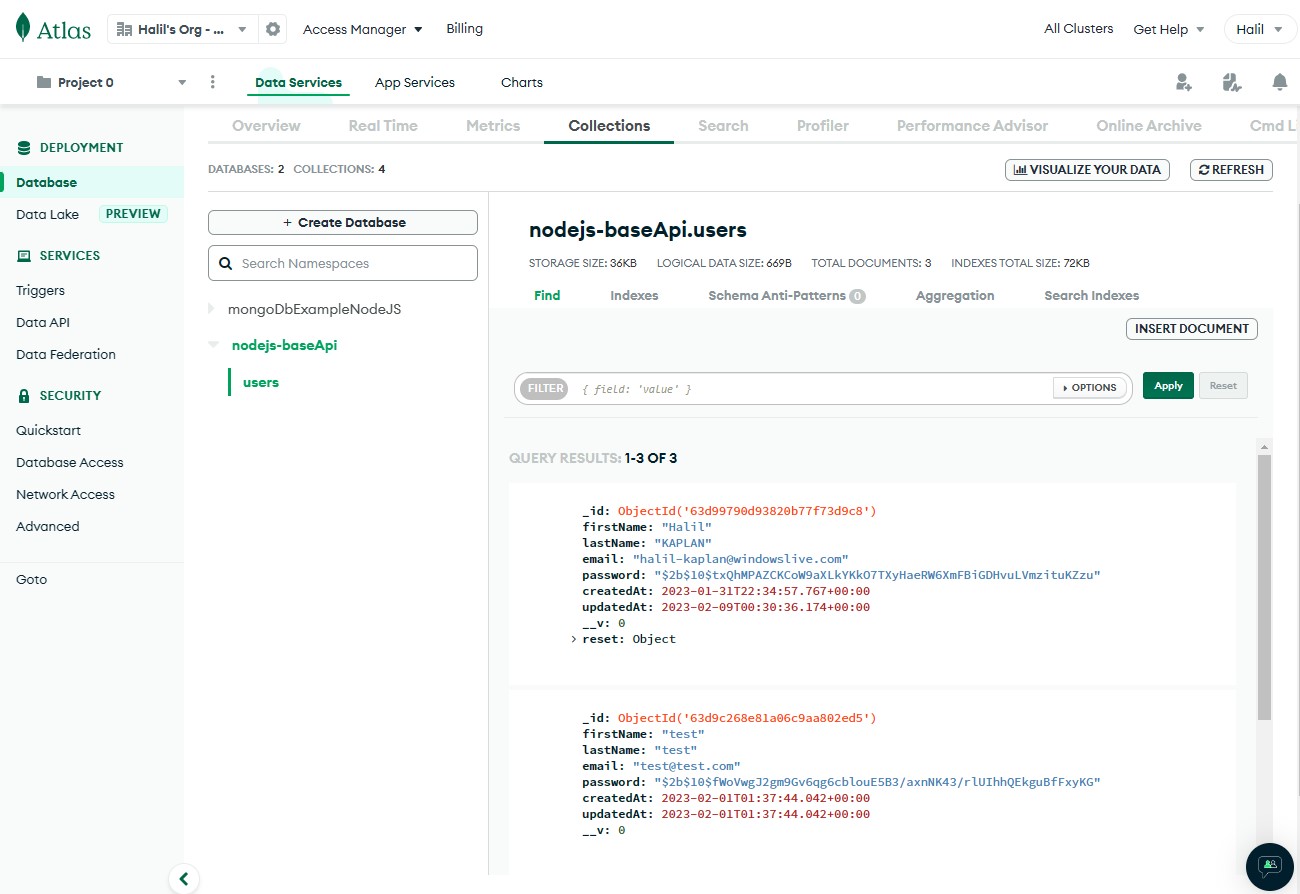 Atlas
Halil's Org - ...
Access Manager
Billing
All Clusters
Get Help
Halil
Project 0
Data Services
App Services
Charts
Overview
Real Time
Metrics
Collections
Search
Profiler
Performance Advisor
Online Archive
Cmd L
DEPLOYMENT
Database
Data Lake
PREVIEW
SERVICES
Triggers
Data API
Data Federation
SECURITY
Quickstart
Database Access
Network Access
Advanced
Goto
DATABASES: 2 COLLECTIONS: 4
VISUALIZE YOUR DATA
REFRESH
+ Create Database
Search Namespaces
mongoDbExampleNodeJS
nodejs-baseApi
users
nodejs-baseApi.users
STORAGE SIZE: 36KB LOGICAL DATA SIZE: 669B TOTAL DOCUMENTS: 3 INDEXES TOTAL SIZE: 72KB
Find
Indexes
Schema Anti-Patterns 0
Aggregation
Search Indexes
INSERT DOCUMENT
FILTER { field: 'value' }
OPTIONS
Apply
Reset
QUERY RESULTS: 1-3 OF 3
_id: ObjectId('63d99790d93820b77f73d9c8')
firstName: "Halil"
lastName: "KAPLAN"
email: "halil-kaplan@windowslive.com"
password: "$2b$10$txQhMPAZCKCoW9aXLkYKkO7TXyHaeRW6XmFBiGDHvuLVmzituKZzu"
createdAt: 2023-01-31T22:34:57.767+00:00
updatedAt: 2023-02-09T00:30:36.174+00:00
__v: 0
reset: Object
_id: ObjectId('63d9c268e81a06c9aa802ed5')
firstName: "test"
lastName: "test"
email: "test@test.com"
password: "$2b$10$fWoVwgJ2gm9Gv6qg6cblouE5B3/axnNK43/rlUIhhQEkguBfFxyKG"
createdAt: 2023-02-01T01:37:44.042+00:00
updatedAt: 2023-02-01T01:37:44.042+00:00
__v: 0